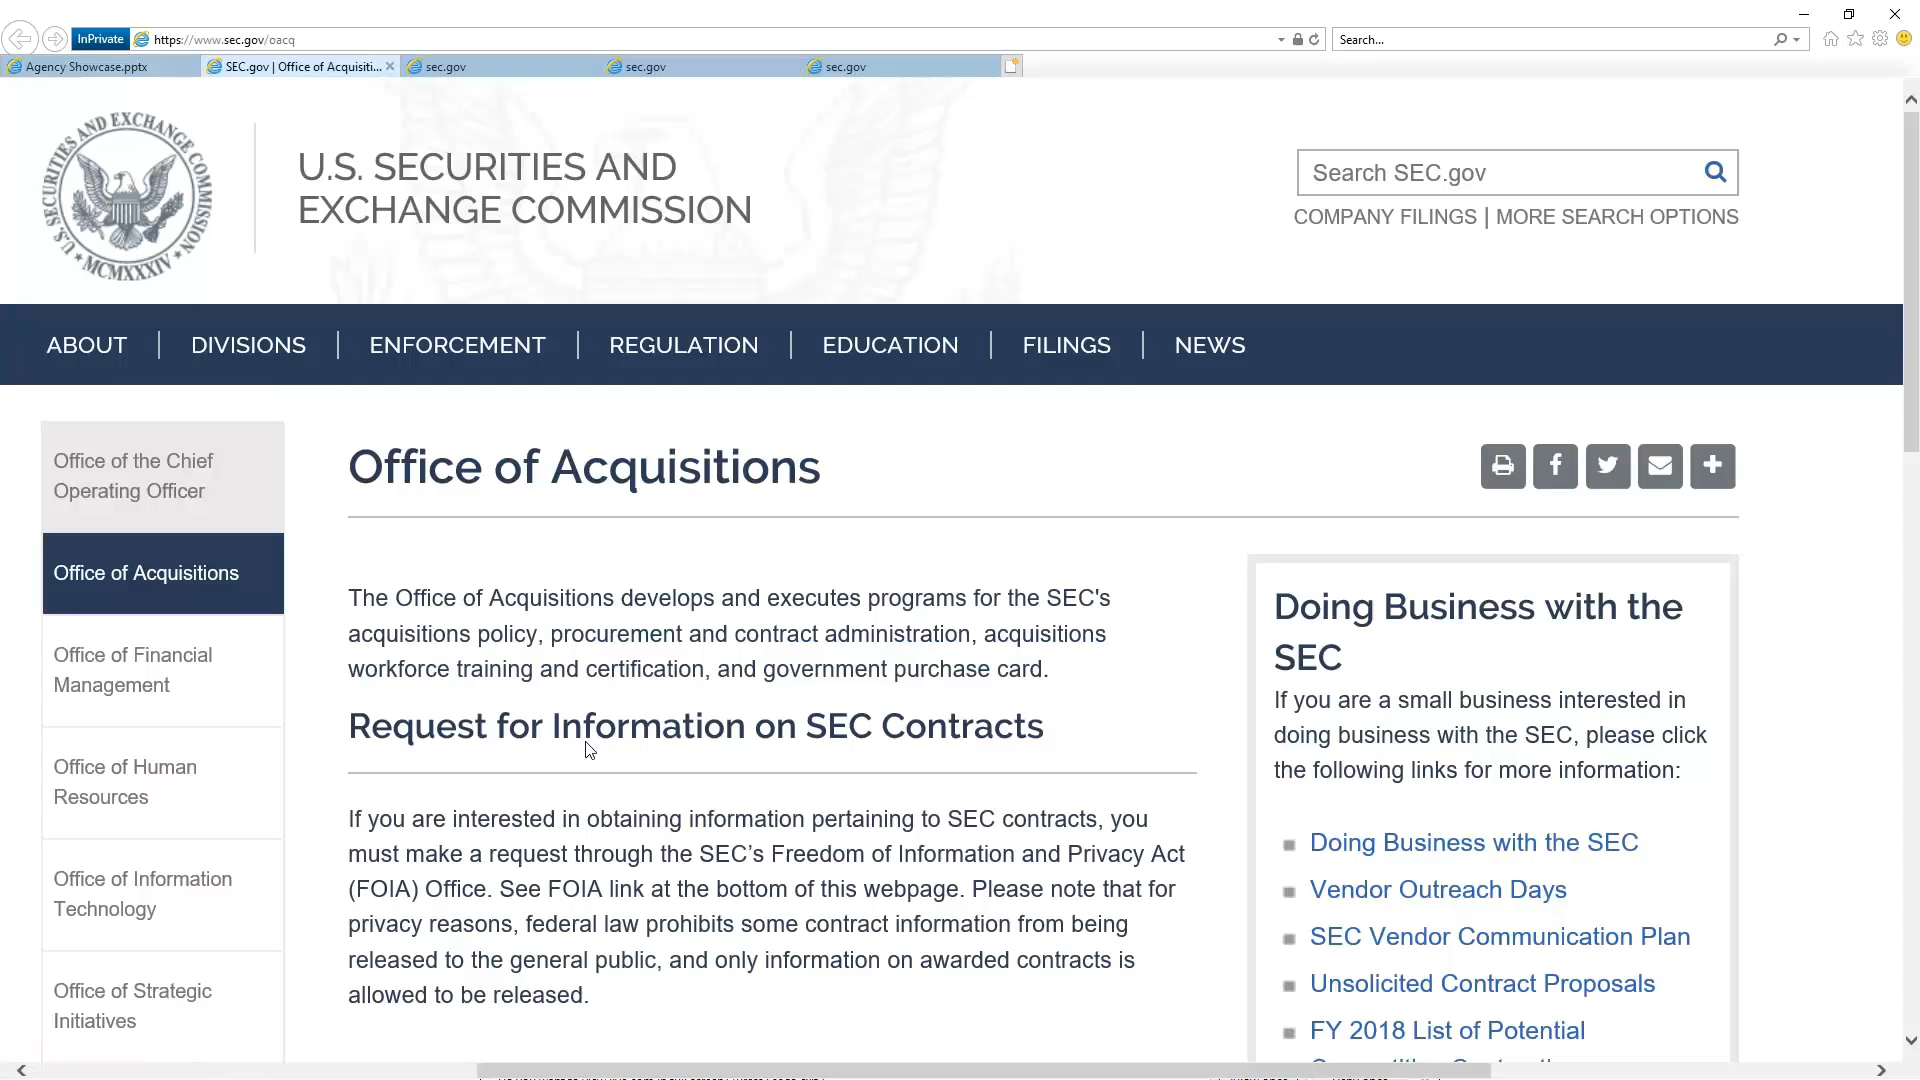 InPrivate
https://www.sec.gov/oacq
Search...
Agency Showcase.pptx
SEC.gov | Office of Acquisiti...
sec.gov
sec.gov
sec.gov
U.S. SECURITIES AND EXCHANGE COMMISSION
MCMXXXIV
U.S. SECURITIES AND
EXCHANGE COMMISSION
Search SEC.gov
COMPANY FILINGS | MORE SEARCH OPTIONS
ABOUT
DIVISIONS
ENFORCEMENT
REGULATION
EDUCATION
FILINGS
NEWS
Office of the Chief
Operating Officer
Office of Acquisitions
Office of Financial
Management
Office of Human
Resources
Office of Information
Technology
Office of Strategic
Initiatives
Office of Acquisitions
The Office of Acquisitions develops and executes programs for the SEC's
acquisitions policy, procurement and contract administration, acquisitions
workforce training and certification, and government purchase card.
Request for Information on SEC Contracts
If you are interested in obtaining information pertaining to SEC contracts, you
must make a request through the SEC’s Freedom of Information and Privacy Act
(FOIA) Office. See FOIA link at the bottom of this webpage. Please note that for
privacy reasons, federal law prohibits some contract information from being
released to the general public, and only information on awarded contracts is
allowed to be released.
Doing Business with the
SEC
If you are a small business interested in
doing business with the SEC, please click
the following links for more information:
Doing Business with the SEC
Vendor Outreach Days
SEC Vendor Communication Plan
Unsolicited Contract Proposals
FY 2018 List of Potential